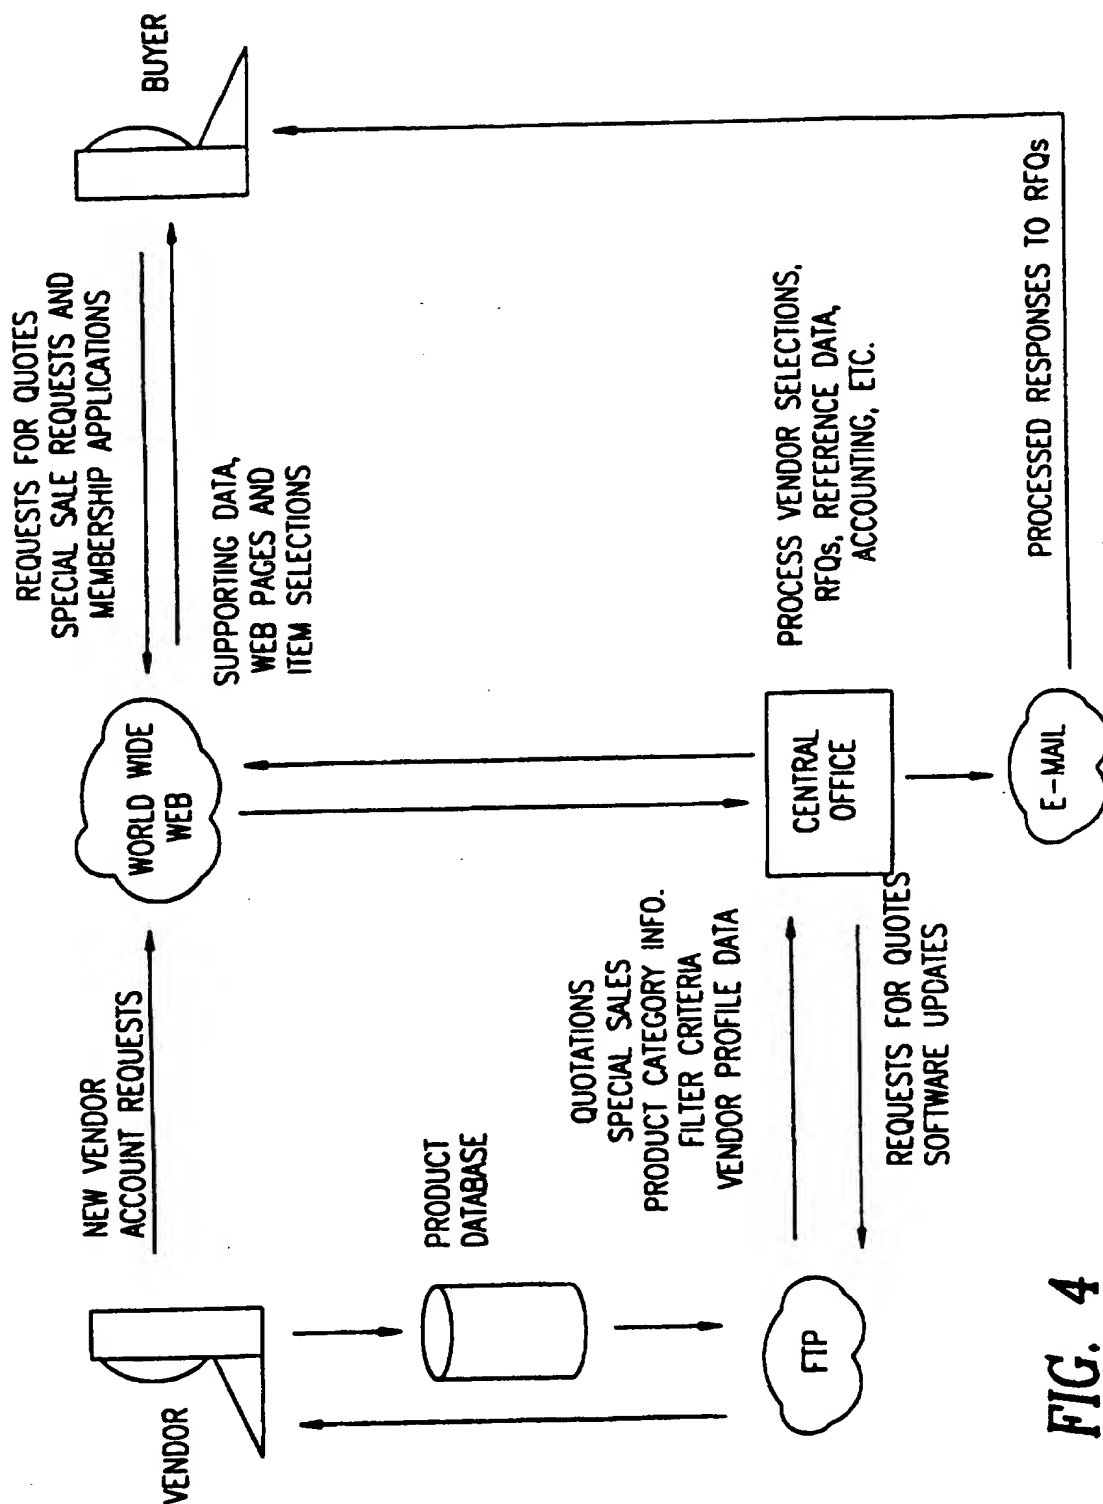 VENDOR
NEW VENDOR
ACCOUNT REQUESTS
WORLD WIDE
WEB
REQUESTS FOR QUOTES
SPECIAL SALE REQUESTS AND
MEMBERSHIP APPLICATIONS
SUPPORTING DATA,
WEB PAGES AND
ITEM SELECTIONS
BUYER
PRODUCT
DATABASE
QUOTATIONS
SPECIAL SALES
PRODUCT CATEGORY INFO.
FILTER CRITERIA
VENDOR PROFILE DATA
FTP
REQUESTS FOR QUOTES
SOFTWARE UPDATES
CENTRAL
OFFICE
PROCESS VENDOR SELECTIONS,
RFQs, REFERENCE DATA,
ACCOUNTING, ETC.
E-MAIL
PROCESSED RESPONSES TO RFQs
FIG. 4